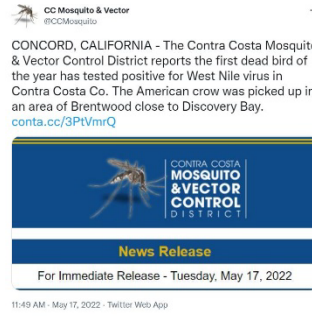 CC Mosquito & Vector
@CCMosquito
CONCORD, CALIFORNIA - The Contra Costa Mosquito
& Vector Control District reports the first dead bird of
the year has tested positive for West Nile virus in
Contra Costa Co. The American crow was picked up in
an area of Brentwood close to Discovery Bay.
conta.cc/3PtVmrQ
CONTRA COSTA
MOSQUITO
& VECTOR
CONTROL
DISTRICT
News Release
For Immediate Release - Tuesday, May 17, 2022
11:49 AM · May 17, 2022 · Twitter Web App